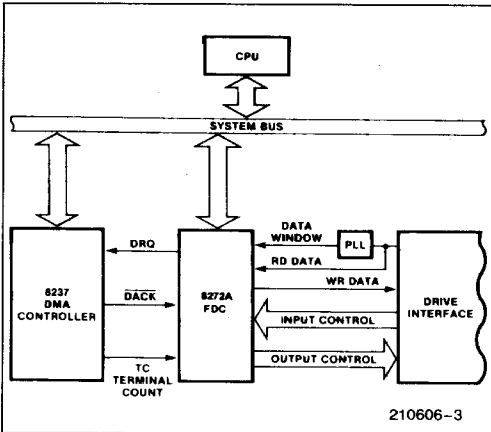 CPU
SYSTEM BUS
8237
DMA
CONTROLLER
DRQ
DACK
TC
TERMINAL
COUNT
8272A
FDC
DATA
WINDOW
PLL
RD DATA
WR DATA
INPUT CONTROL
OUTPUT CONTROL
DRIVE
INTERFACE
210606-3